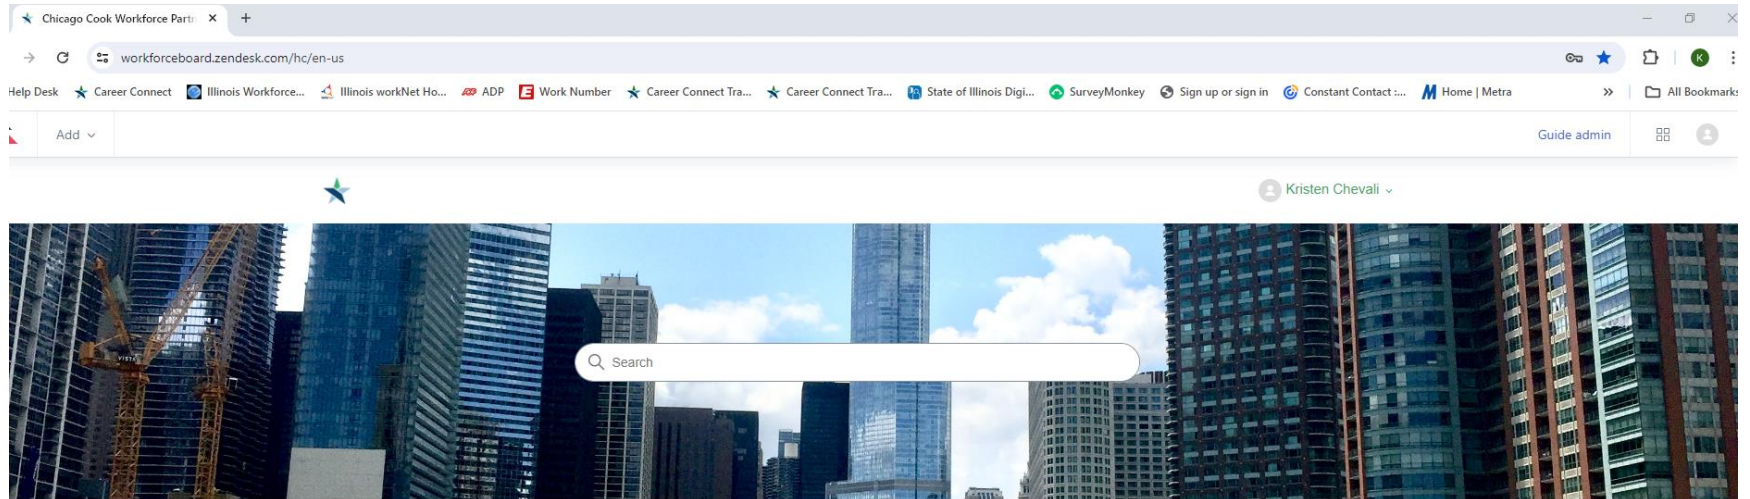 Chicago Cook Workforce Partn
workforceboard.zendesk.com/hc/en-us
K
Help Desk Career Connect Illinois Workforce... Illinois workNet Ho... ADP Work Number Career Connect Tra... Career Connect Tra... State of Illinois Digi... SurveyMonkey Sign up or sign in Constant Contact :... Home | Metra » All Bookmarks
Add Guide admin
Kristen Chevali
VISTA
Search